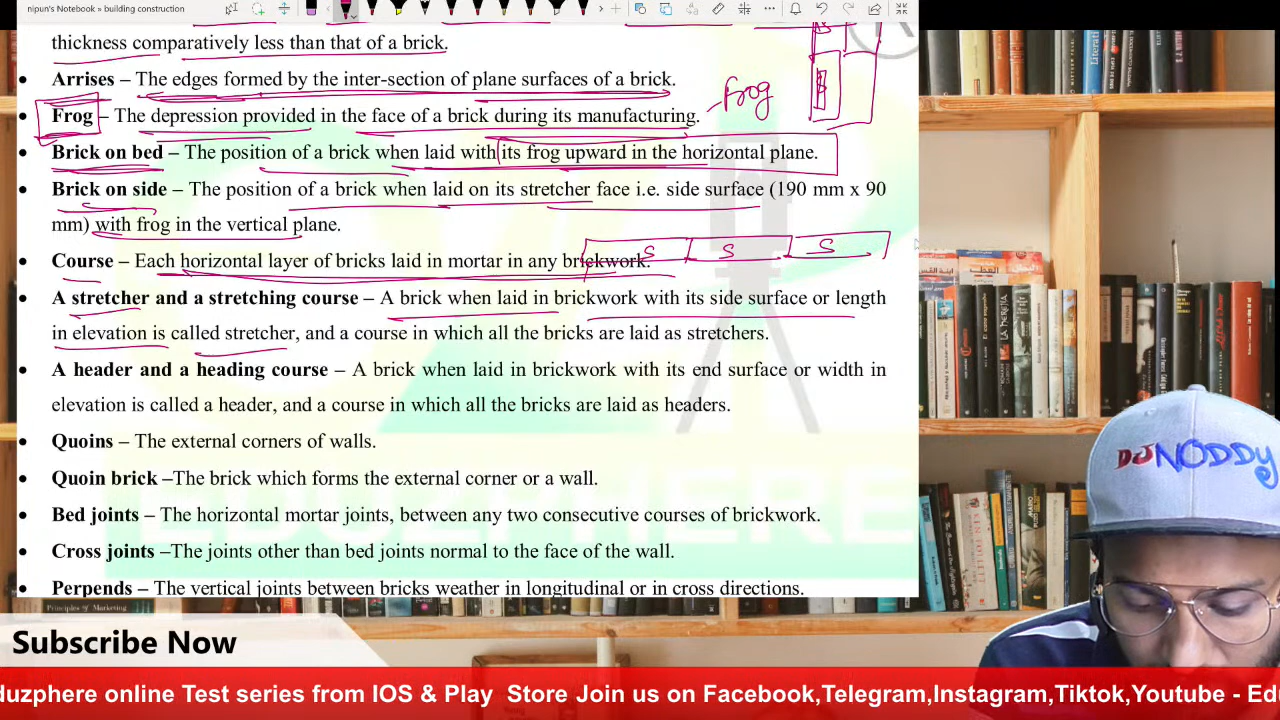 nipun's Notebook » building construction
thickness comparatively less than that of a brick.
• Arrises – The edges formed by the inter-section of plane surfaces of a brick.
Frog
• Frog – The depression provided in the face of a brick during its manufacturing.
• Brick on bed – The position of a brick when laid with its frog upward in the horizontal plane.
• Brick on side – The position of a brick when laid on its stretcher face i.e. side surface (190 mm x 90
mm) with frog in the vertical plane.
S S S
• Course – Each horizontal layer of bricks laid in mortar in any brickwork.
• A stretcher and a stretching course – A brick when laid in brickwork with its side surface or length
in elevation is called stretcher, and a course in which all the bricks are laid as stretchers.
• A header and a heading course – A brick when laid in brickwork with its end surface or width in
elevation is called a header, and a course in which all the bricks are laid as headers.
• Quoins – The external corners of walls.
• Quoin brick –The brick which forms the external corner or a wall.
• Bed joints – The horizontal mortar joints, between any two consecutive courses of brickwork.
• Cross joints –The joints other than bed joints normal to the face of the wall.
• Perpends – The vertical joints between bricks weather in longitudinal or in cross directions.
HERE
DJNODDY
Principles of Marketing
Subscribe Now
duzphere online Test series from IOS & Play Store Join us on Facebook,Telegram,Instagram,Tiktok,Youtube - Ed